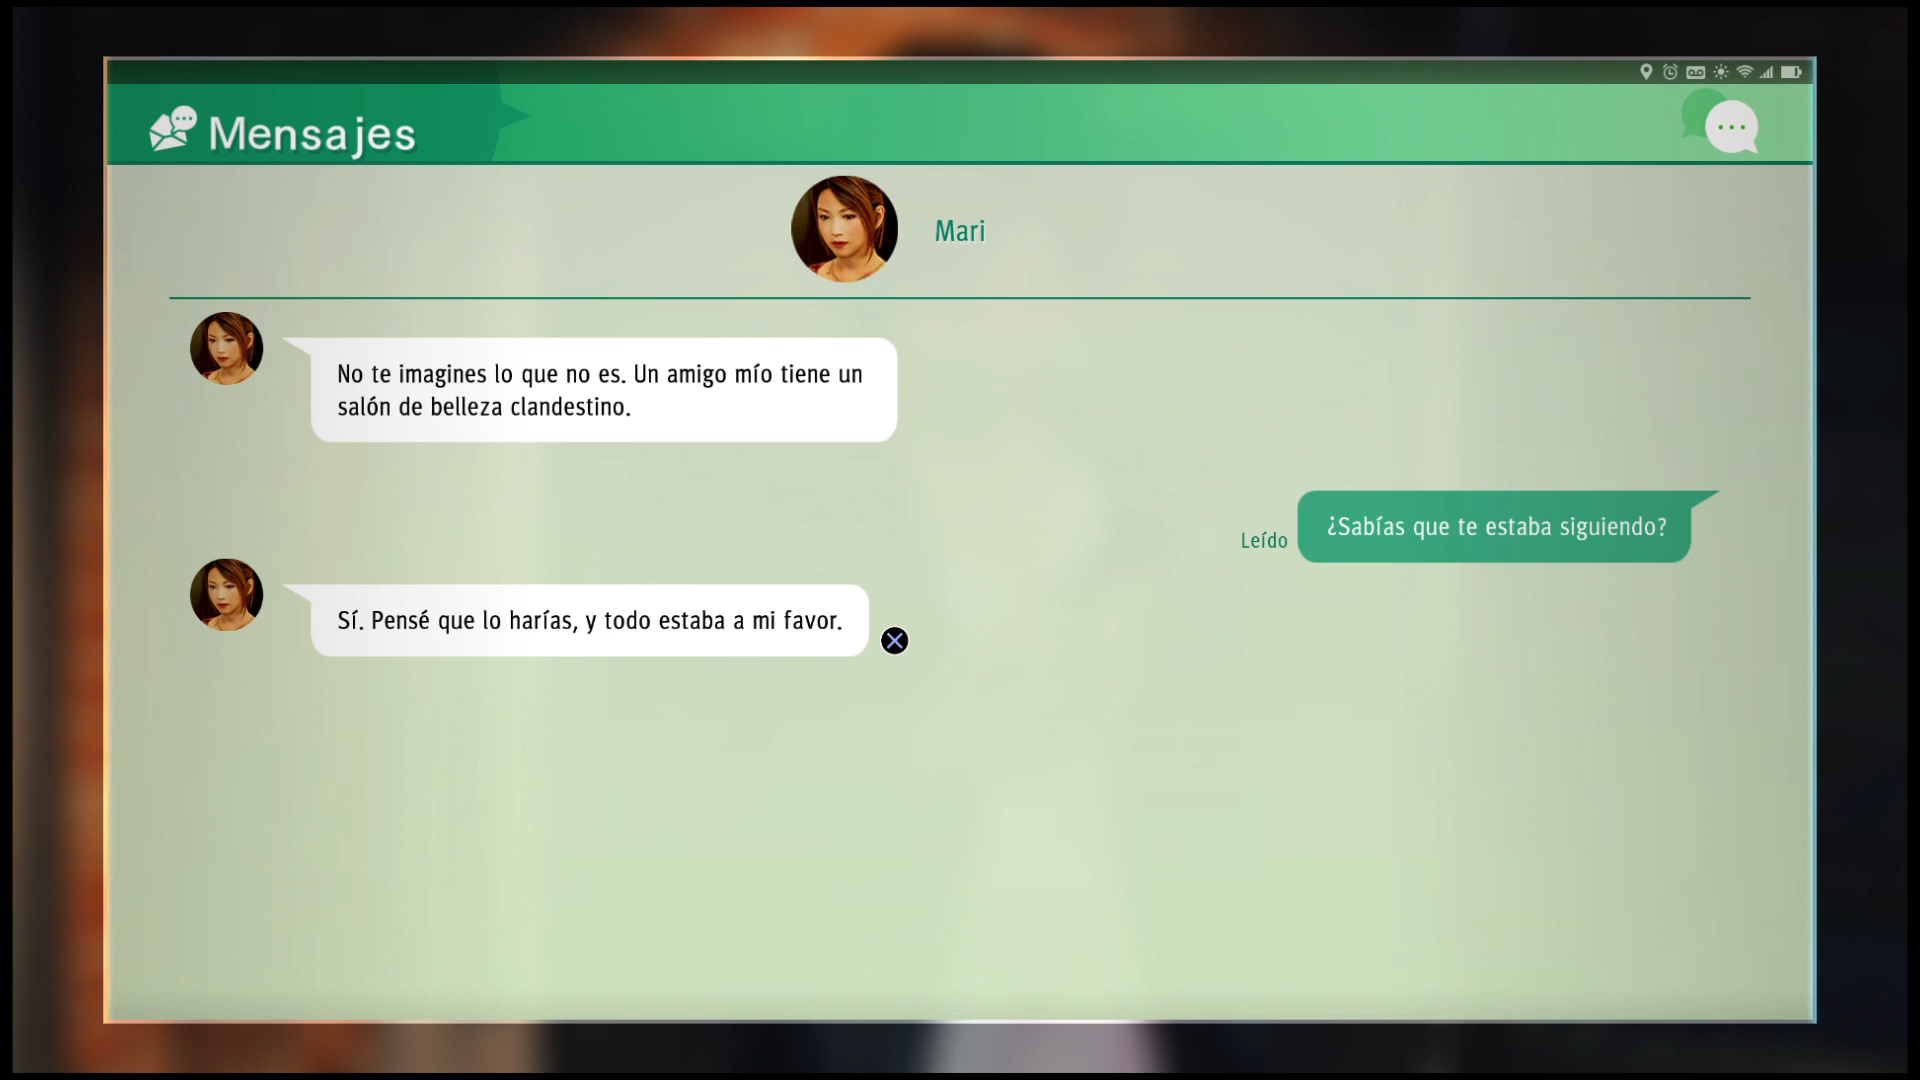 Mensajes
Mari
No te imagines lo que no es. Un amigo mío tiene un
salón de belleza clandestino.
¿Sabías que te estaba siguiendo?
Leído
Sí. Pensé que lo harías, y todo estaba a mi favor.